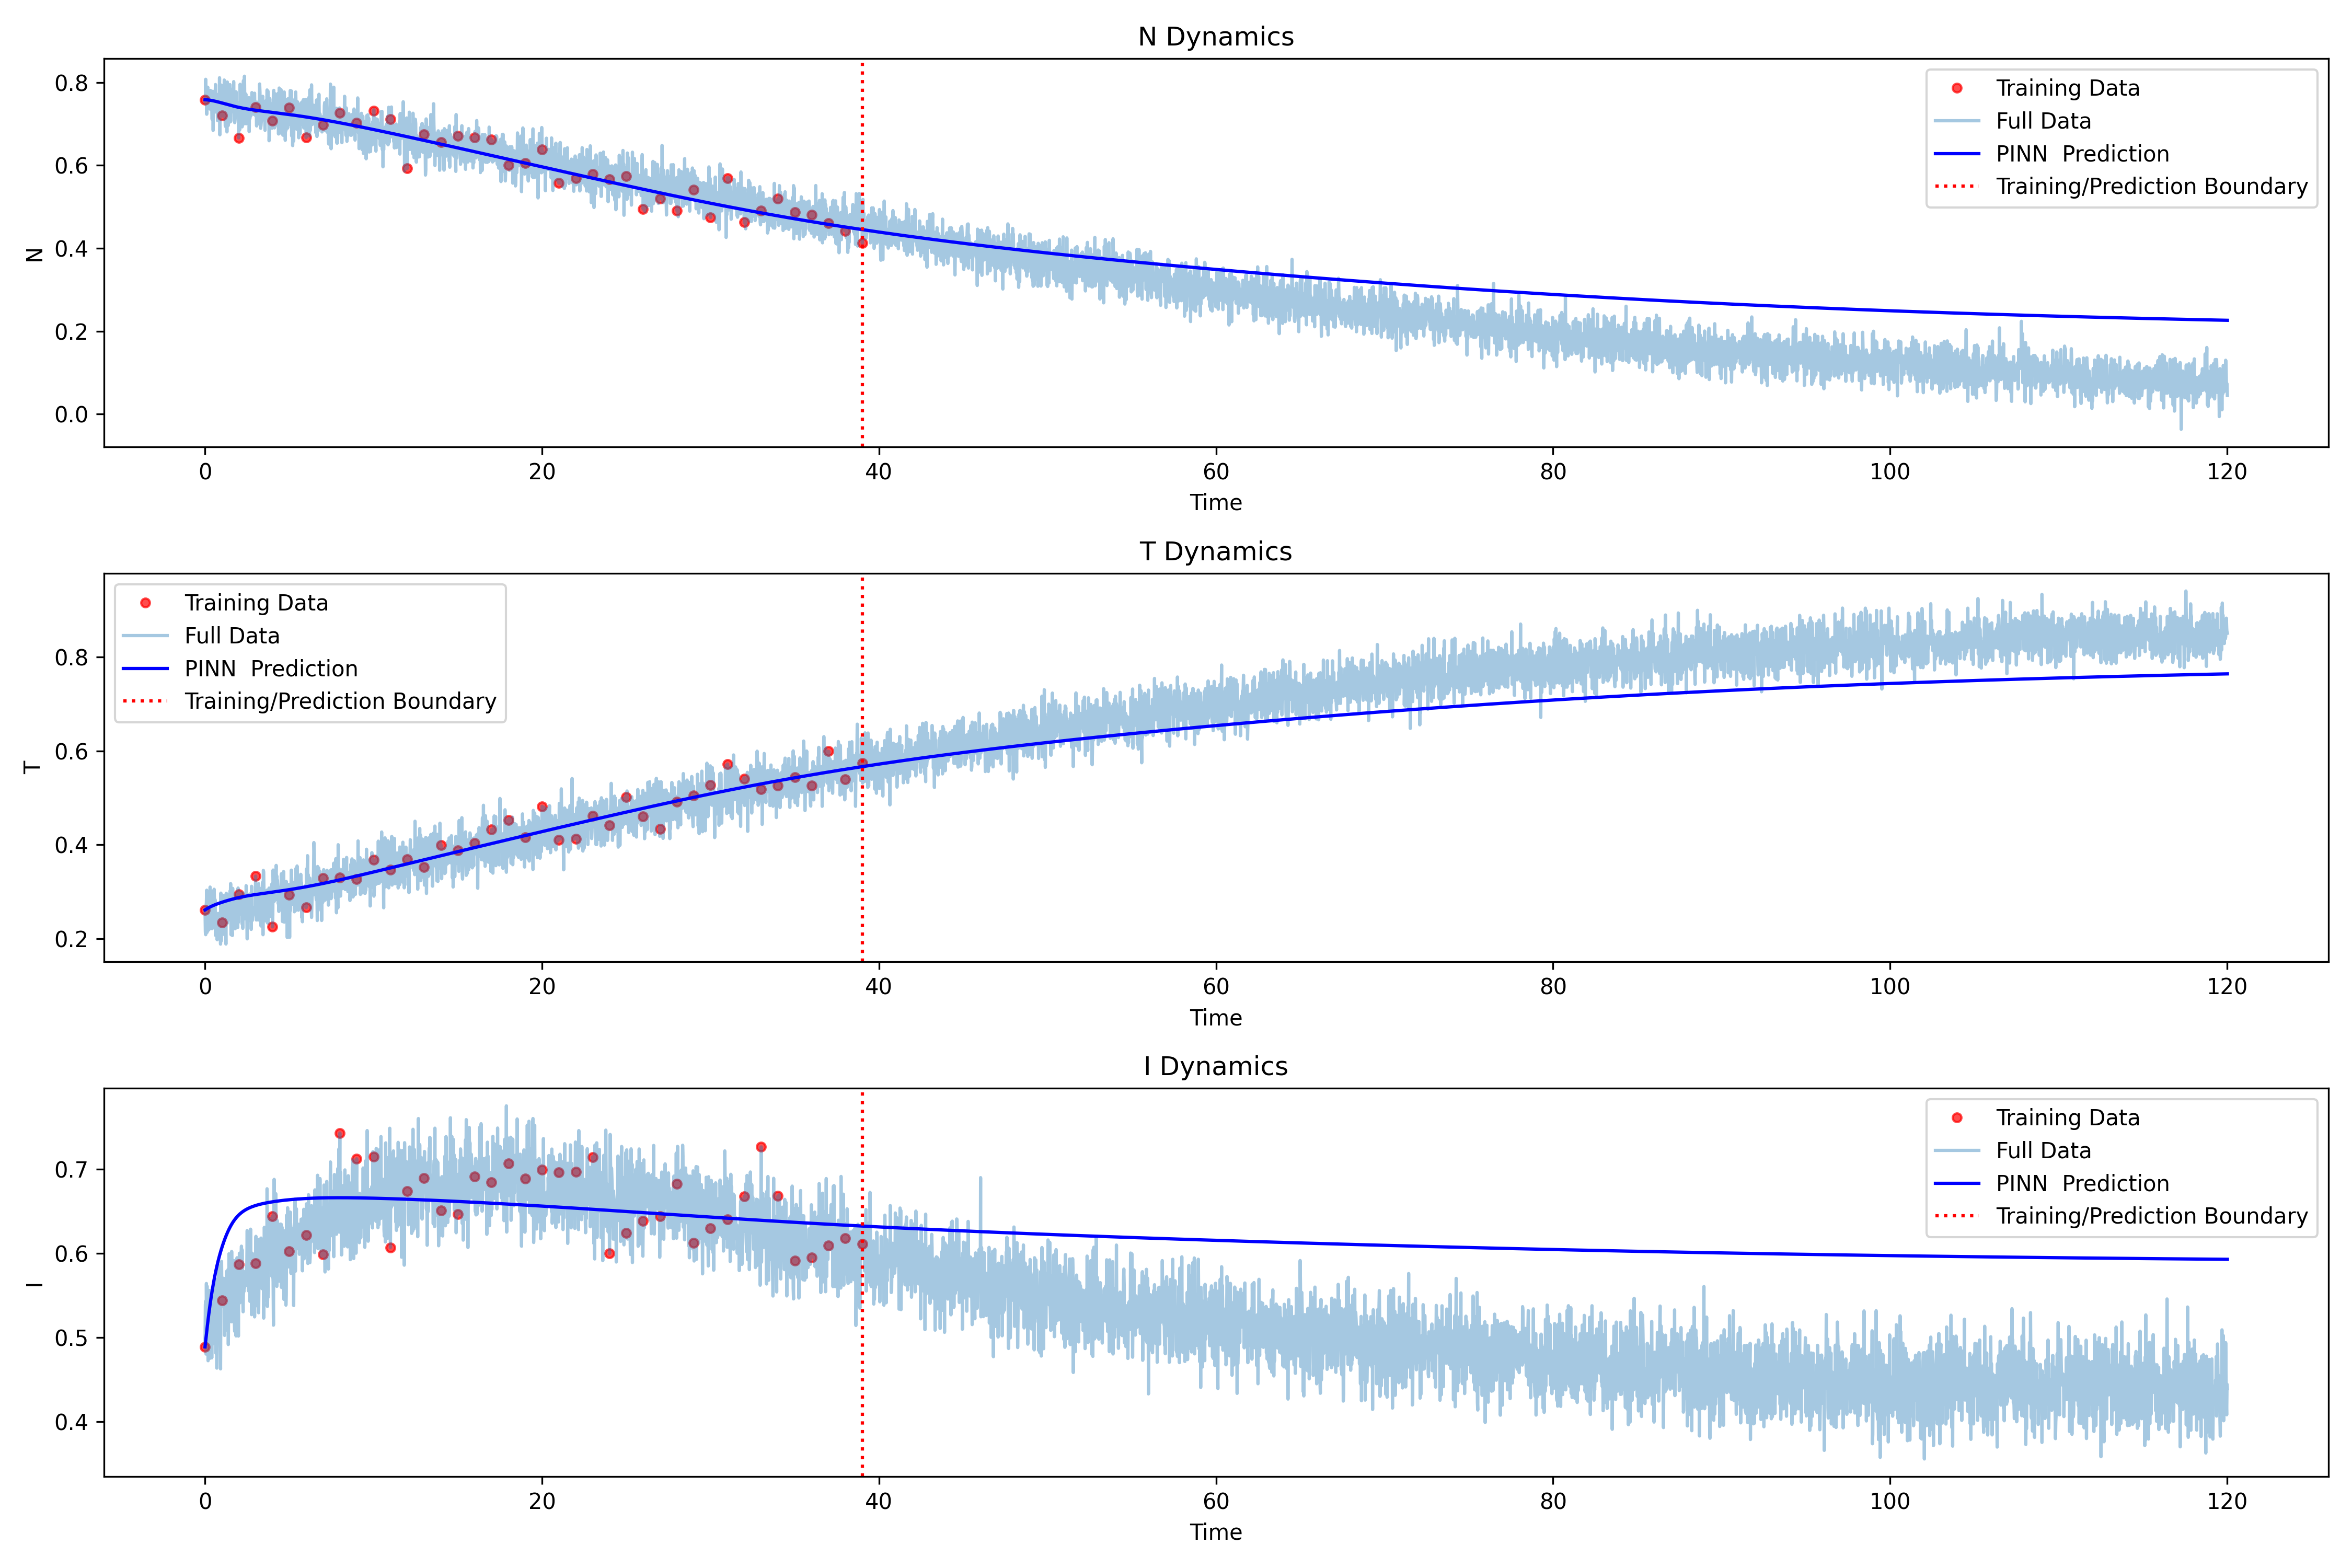 N Dynamics
0.8
0.6
0.4
0.2
0.0
N
Training Data
Full Data
PINN  Prediction
Training/Prediction Boundary
0 20 40 60 80 100 120
Time
T Dynamics
0.8
0.6
0.4
0.2
T
Training Data
Full Data
PINN  Prediction
Training/Prediction Boundary
0 20 40 60 80 100 120
Time
I Dynamics
0.7
0.6
0.5
0.4
I
Training Data
Full Data
PINN  Prediction
Training/Prediction Boundary
0 20 40 60 80 100 120
Time